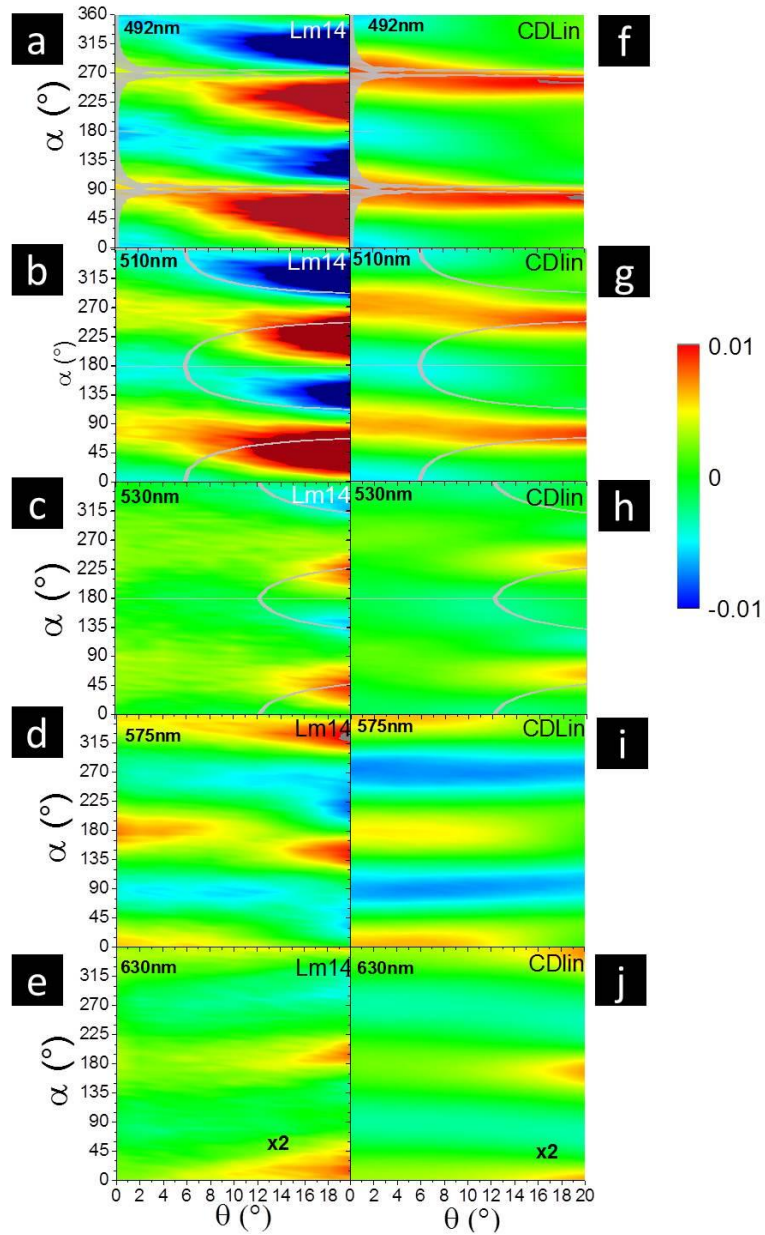 a
492nm
Lm14
492nm
CDLin
f
360
315
270
225
180
135
90
45
0
α (°)
b
510nm
Lm14
510nm
CDlin
g
315
270
225
180
135
90
45
0
α (°)
0.01
0
-0.01
c
530nm
Lm14
530nm
CDlin
h
315
270
225
180
135
90
45
0
α (°)
d
575nm
Lm14
575nm
CDLin
i
315
270
225
180
135
90
45
0
α (°)
e
630nm
Lm14
630nm
CDlin
j
315
270
225
180
135
90
45
0
α (°)
x2
x2
0 2 4 6 8 10 12 14 16 18 20
0 2 4 6 8 10 12 14 16 18 20
θ (°)
θ (°)